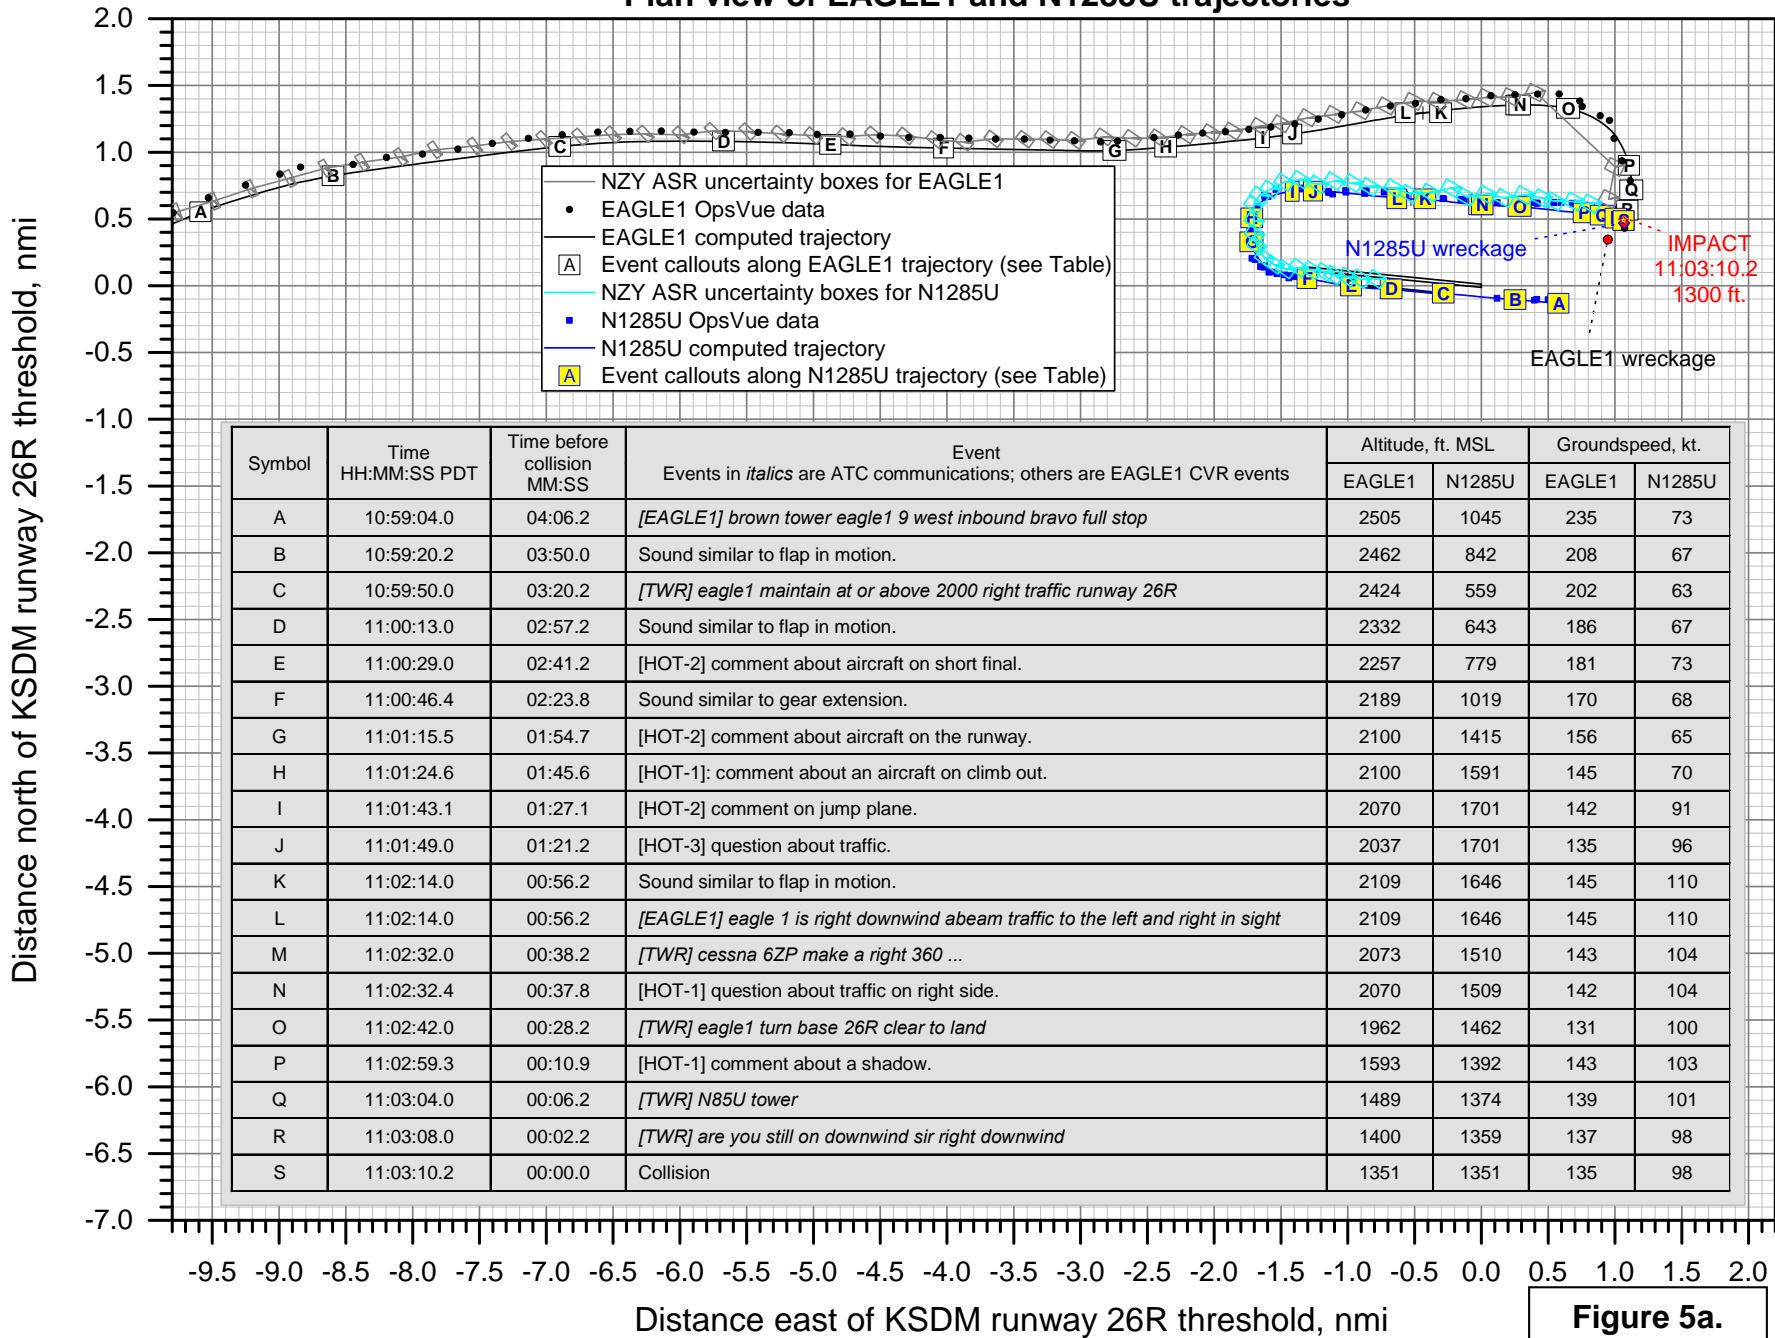 Plan view of EAGLE1 and N1285U trajectories
Distance north of KSDM runway 26R threshold, nmi
2.0
1.5
1.0
0.5
0.0
-0.5
-1.0
-1.5
-2.0
-2.5
-3.0
-3.5
-4.0
-4.5
-5.0
-5.5
-6.0
-6.5
-7.0
A B C D E F G H I J L K N O P Q R
NZY ASR uncertainty boxes for EAGLE1
EAGLE1 OpsVue data
EAGLE1 computed trajectory
A Event callouts along EAGLE1 trajectory (see Table)
NZY ASR uncertainty boxes for N1285U
N1285U OpsVue data
N1285U computed trajectory
A Event callouts along N1285U trajectory (see Table)
I J L K N O P Q S
H
G
F E D C B A
N1285U wreckage
IMPACT
11:03:10.2
1300 ft.
EAGLE1 wreckage
Symbol | Time HH:MM:SS PDT | Time before collision MM:SS | Event Events in italics are ATC communications; others are EAGLE1 CVR events | Altitude, ft. MSL EAGLE1 N1285U | Groundspeed, kt. EAGLE1 N1285U
A 10:59:04.0 04:06.2 [EAGLE1] brown tower eagle1 9 west inbound bravo full stop 2505 1045 235 73
B 10:59:20.2 03:50.0 Sound similar to flap in motion. 2462 842 208 67
C 10:59:50.0 03:20.2 [TWR] eagle1 maintain at or above 2000 right traffic runway 26R 2424 559 202 63
D 11:00:13.0 02:57.2 Sound similar to flap in motion. 2332 643 186 67
E 11:00:29.0 02:41.2 [HOT-2] comment about aircraft on short final. 2257 779 181 73
F 11:00:46.4 02:23.8 Sound similar to gear extension. 2189 1019 170 68
G 11:01:15.5 01:54.7 [HOT-2] comment about aircraft on the runway. 2100 1415 156 65
H 11:01:24.6 01:45.6 [HOT-1]: comment about an aircraft on climb out. 2100 1591 145 70
I 11:01:43.1 01:27.1 [HOT-2] comment on jump plane. 2070 1701 142 91
J 11:01:49.0 01:21.2 [HOT-3] question about traffic. 2037 1701 135 96
K 11:02:14.0 00:56.2 Sound similar to flap in motion. 2109 1646 145 110
L 11:02:14.0 00:56.2 [EAGLE1] eagle 1 is right downwind abeam traffic to the left and right in sight 2109 1646 145 110
M 11:02:32.0 00:38.2 [TWR] cessna 6ZP make a right 360 ... 2073 1510 143 104
N 11:02:32.4 00:37.8 [HOT-1] question about traffic on right side. 2070 1509 142 104
O 11:02:42.0 00:28.2 [TWR] eagle1 turn base 26R clear to land 1962 1462 131 100
P 11:02:59.3 00:10.9 [HOT-1] comment about a shadow. 1593 1392 143 103
Q 11:03:04.0 00:06.2 [TWR] N85U tower 1489 1374 139 101
R 11:03:08.0 00:02.2 [TWR] are you still on downwind sir right downwind 1400 1359 137 98
S 11:03:10.2 00:00.0 Collision 1351 1351 135 98
-9.5 -9.0 -8.5 -8.0 -7.5 -7.0 -6.5 -6.0 -5.5 -5.0 -4.5 -4.0 -3.5 -3.0 -2.5 -2.0 -1.5 -1.0 -0.5 0.0 0.5 1.0 1.5 2.0
Distance east of KSDM runway 26R threshold, nmi
Figure 5a.